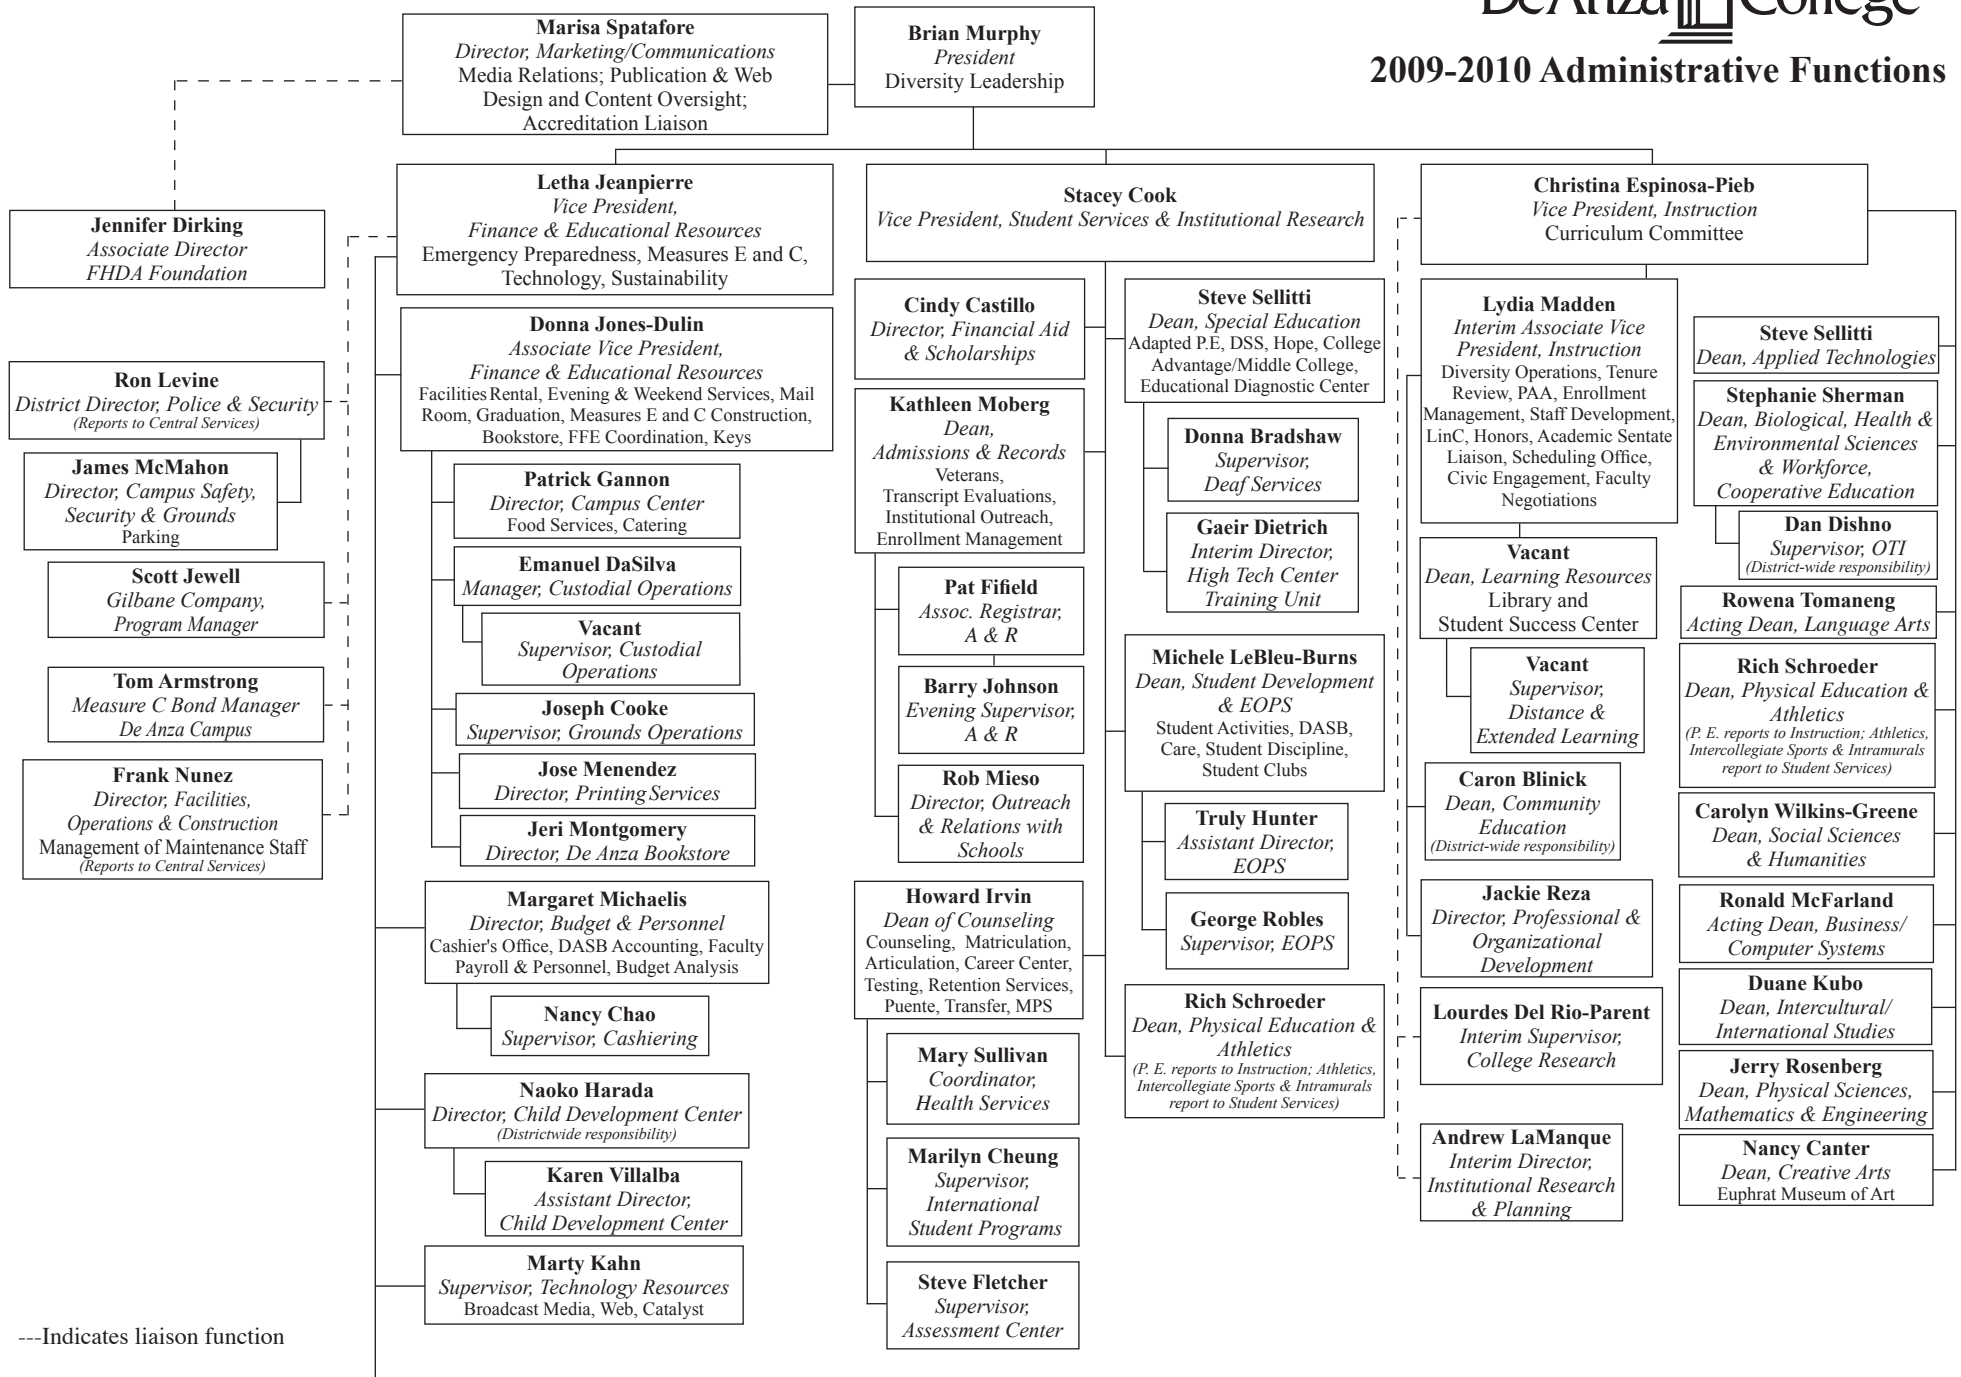 De Anza College
2009-2010 Administrative Functions
Marisa Spatafore
Director, Marketing/Communications
Media Relations; Publication & Web
Design and Content Oversight;
Accreditation Liaison
Brian Murphy
President
Diversity Leadership
Jennifer Dirking
Associate Director
FHDA Foundation
Ron Levine
District Director, Police & Security
(Reports to Central Services)
James McMahon
Director, Campus Safety,
Security & Grounds
Parking
Scott Jewell
Gilbane Company,
Program Manager
Tom Armstrong
Measure C Bond Manager
De Anza Campus
Frank Nunez
Director, Facilities,
Operations & Construction
Management of Maintenance Staff
(Reports to Central Services)
Letha Jeanpierre
Vice President,
Finance & Educational Resources
Emergency Preparedness, Measures E and C,
Technology, Sustainability
Donna Jones-Dulin
Associate Vice President,
Finance & Educational Resources
Facilities Rental, Evening & Weekend Services, Mail
Room, Graduation, Measures E and C Construction,
Bookstore, FFE Coordination, Keys
Patrick Gannon
Director, Campus Center
Food Services, Catering
Emanuel DaSilva
Manager, Custodial Operations
Vacant
Supervisor, Custodial
Operations
Joseph Cooke
Supervisor, Grounds Operations
Jose Menendez
Director, Printing Services
Jeri Montgomery
Director, De Anza Bookstore
Margaret Michaelis
Director, Budget & Personnel
Cashier's Office, DASB Accounting, Faculty
Payroll & Personnel, Budget Analysis
Nancy Chao
Supervisor, Cashiering
Naoko Harada
Director, Child Development Center
(Districtwide responsibility)
Karen Villalba
Assistant Director,
Child Development Center
Marty Kahn
Supervisor, Technology Resources
Broadcast Media, Web, Catalyst
Stacey Cook
Vice President, Student Services & Institutional Research
Cindy Castillo
Director, Financial Aid
& Scholarships
Kathleen Moberg
Dean,
Admissions & Records
Veterans,
Transcript Evaluations,
Institutional Outreach,
Enrollment Management
Pat Fifield
Assoc. Registrar,
A & R
Barry Johnson
Evening Supervisor,
A & R
Rob Mieso
Director, Outreach
& Relations with
Schools
Howard Irvin
Dean of Counseling
Counseling, Matriculation,
Articulation, Career Center,
Testing, Retention Services,
Puente, Transfer, MPS
Mary Sullivan
Coordinator,
Health Services
Marilyn Cheung
Supervisor,
International
Student Programs
Steve Fletcher
Supervisor,
Assessment Center
Steve Sellitti
Dean, Special Education
Adapted P.E, DSS, Hope, College
Advantage/Middle College,
Educational Diagnostic Center
Donna Bradshaw
Supervisor,
Deaf Services
Gaeir Dietrich
Interim Director,
High Tech Center
Training Unit
Michele LeBleu-Burns
Dean, Student Development
& EOPS
Student Activities, DASB,
Care, Student Discipline,
Student Clubs
Truly Hunter
Assistant Director,
EOPS
George Robles
Supervisor, EOPS
Rich Schroeder
Dean, Physical Education &
Athletics
(P. E. reports to Instruction; Athletics,
Intercollegiate Sports & Intramurals
report to Student Services)
Christina Espinosa-Pieb
Vice President, Instruction
Curriculum Committee
Lydia Madden
Interim Associate Vice
President, Instruction
Diversity Operations, Tenure
Review, PAA, Enrollment
Management, Staff Development,
LinC, Honors, Academic Sentate
Liaison, Scheduling Office,
Civic Engagement, Faculty
Negotiations
Vacant
Dean, Learning Resources
Library and
Student Success Center
Vacant
Supervisor,
Distance &
Extended Learning
Caron Blinick
Dean, Community
Education
(District-wide responsibility)
Jackie Reza
Director, Professional &
Organizational
Development
Lourdes Del Rio-Parent
Interim Supervisor,
College Research
Andrew LaManque
Interim Director,
Institutional Research
& Planning
Steve Sellitti
Dean, Applied Technologies
Stephanie Sherman
Dean, Biological, Health &
Environmental Sciences
& Workforce,
Cooperative Education
Dan Dishno
Supervisor, OTI
(District-wide responsibility)
Rowena Tomaneng
Acting Dean, Language Arts
Rich Schroeder
Dean, Physical Education &
Athletics
(P. E. reports to Instruction; Athletics,
Intercollegiate Sports & Intramurals
report to Student Services)
Carolyn Wilkins-Greene
Dean, Social Sciences
& Humanities
Ronald McFarland
Acting Dean, Business/
Computer Systems
Duane Kubo
Dean, Intercultural/
International Studies
Jerry Rosenberg
Dean, Physical Sciences,
Mathematics & Engineering
Nancy Canter
Dean, Creative Arts
Euphrat Museum of Art
---Indicates liaison function